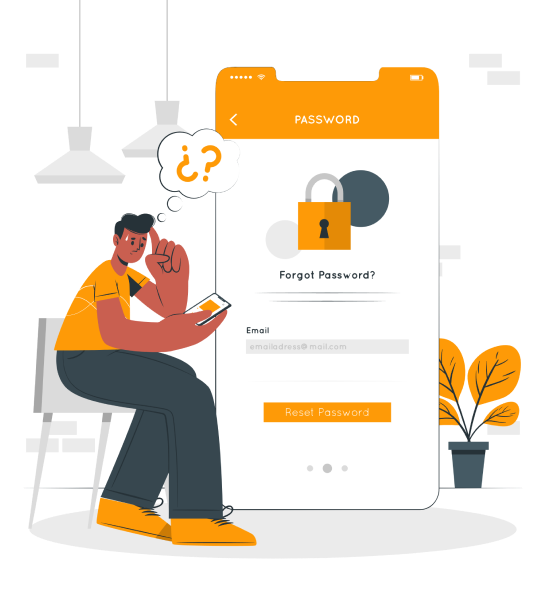 ¿?
PASSWORD
Forgot Password?
Email
emailadress@mail.com
Reset Password